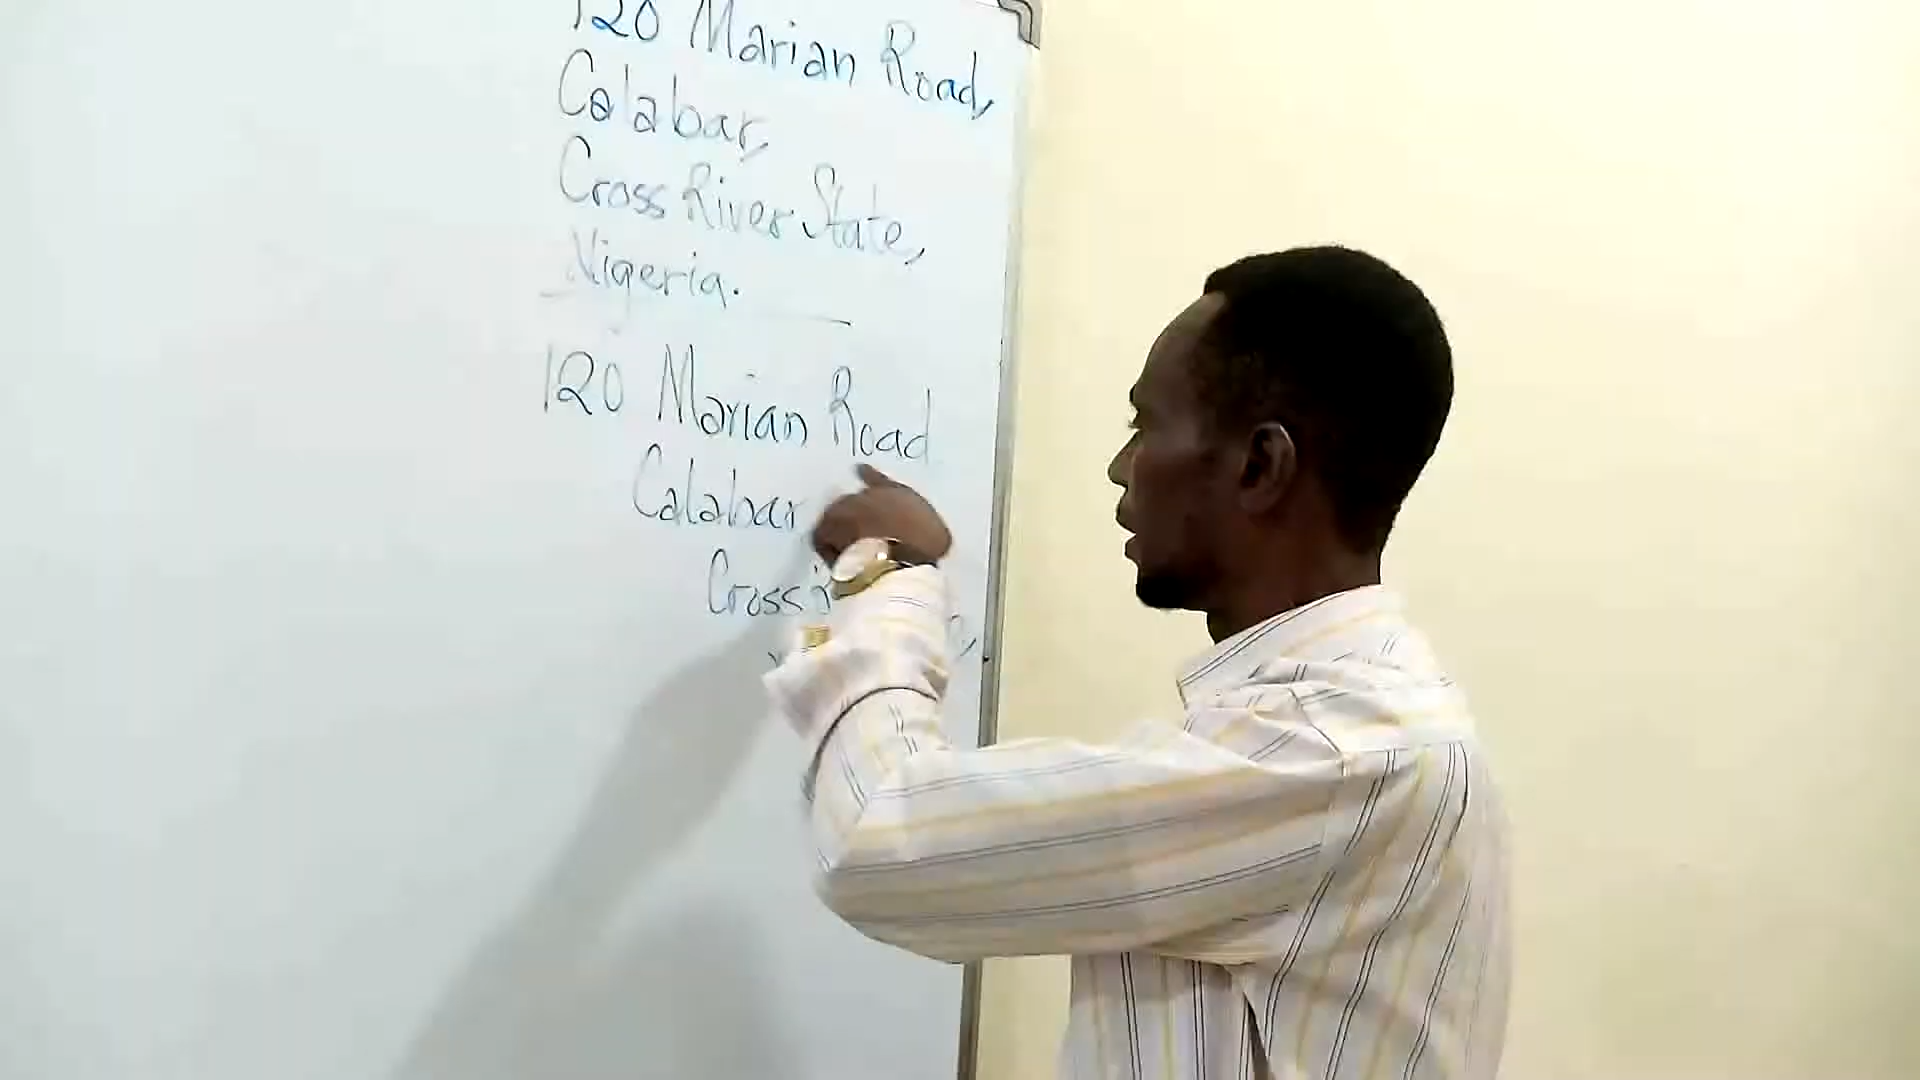 120 Marian Road,
Calabar,
Cross River State,
Nigeria.
120 Marian Road
Calabar
Cross